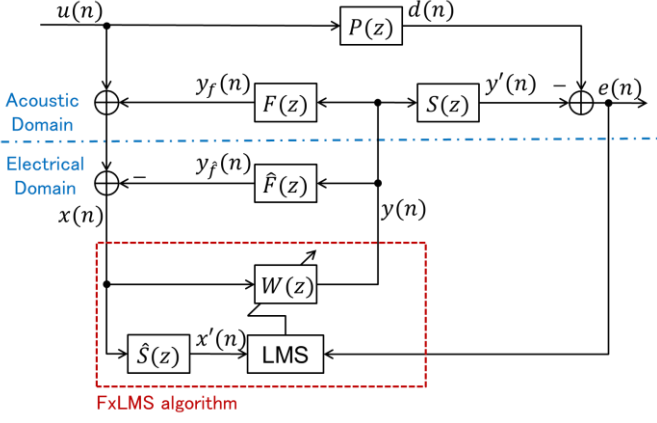 u(n)
P(z)
d(n)
Acoustic
Domain
y_f(n)
F(z)
S(z)
y′(n)
−
e(n)
Electrical
Domain
−
y_f̂(n)
F̂(z)
x(n)
y(n)
W(z)
Ŝ(z)
x′(n)
LMS
FxLMS algorithm